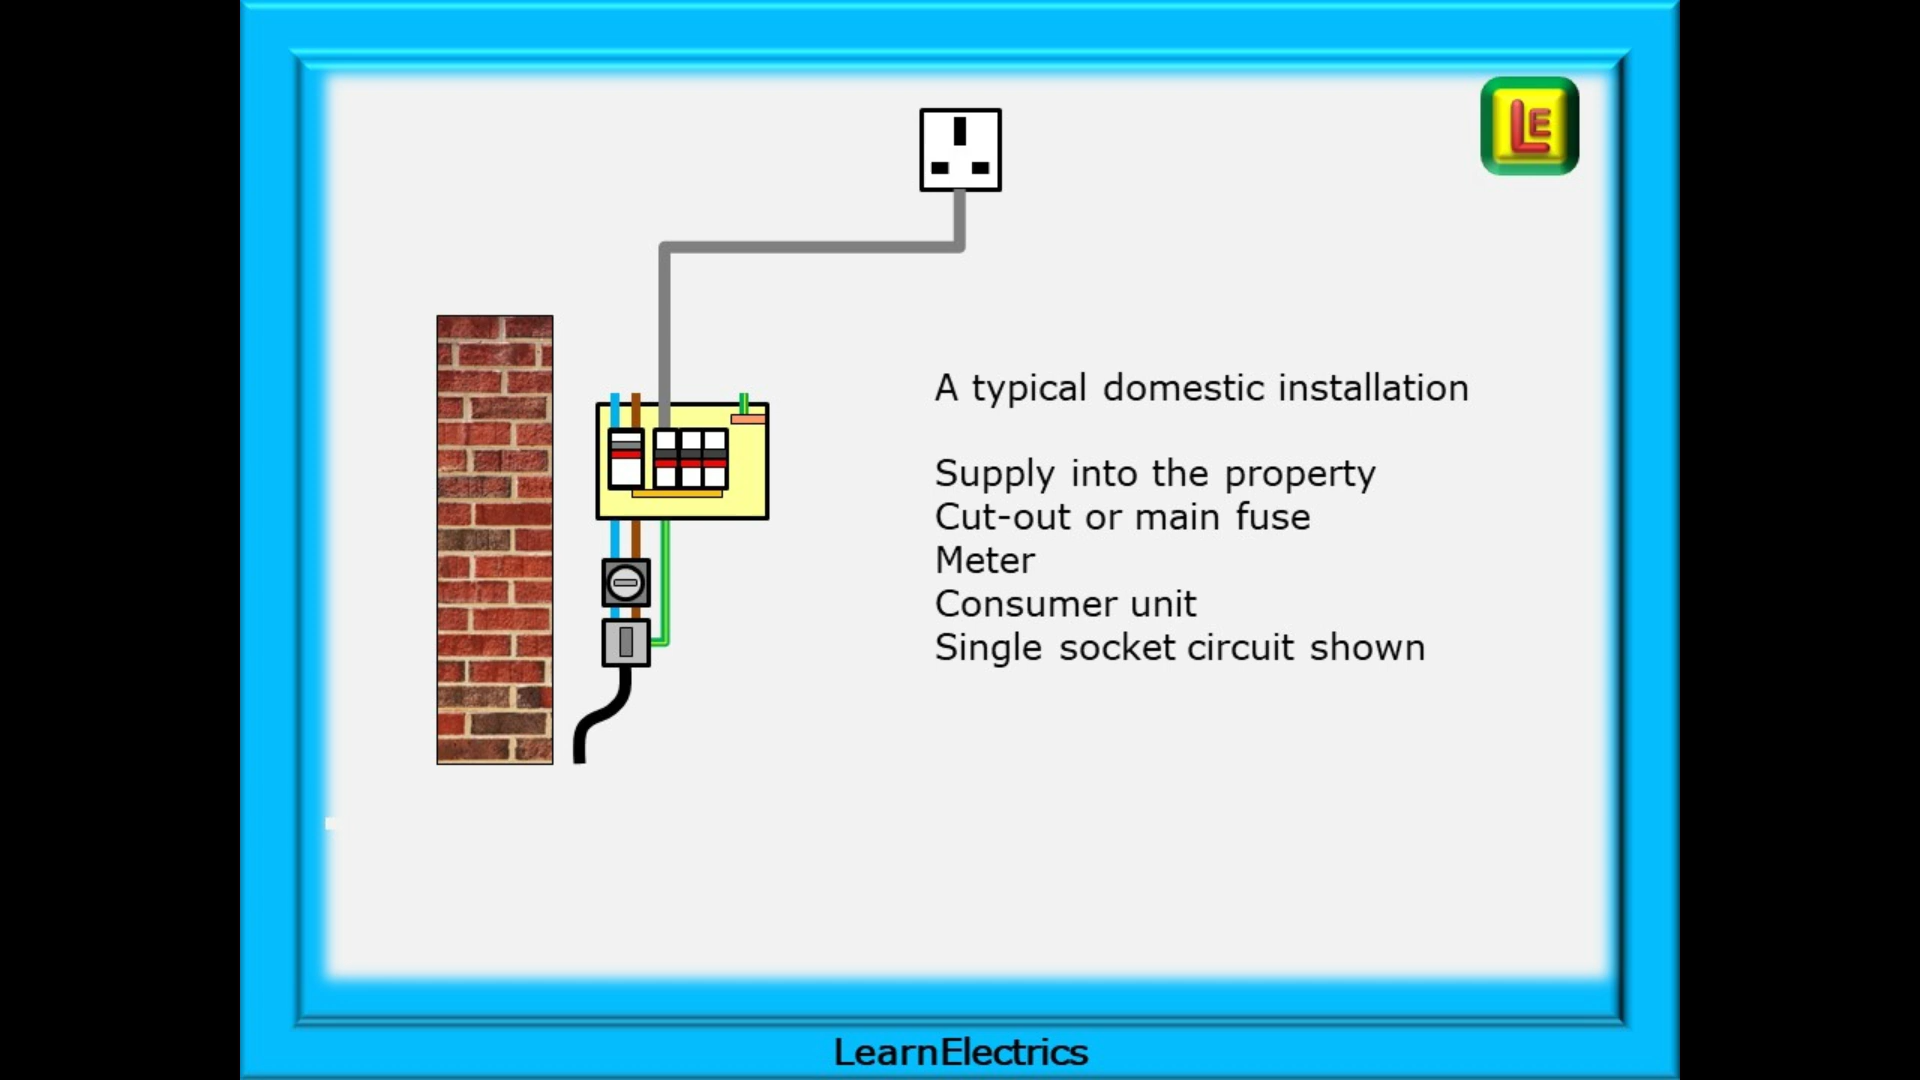 LE
A typical domestic installation
Supply into the property
Cut-out or main fuse
Meter
Consumer unit
Single socket circuit shown
LearnElectrics